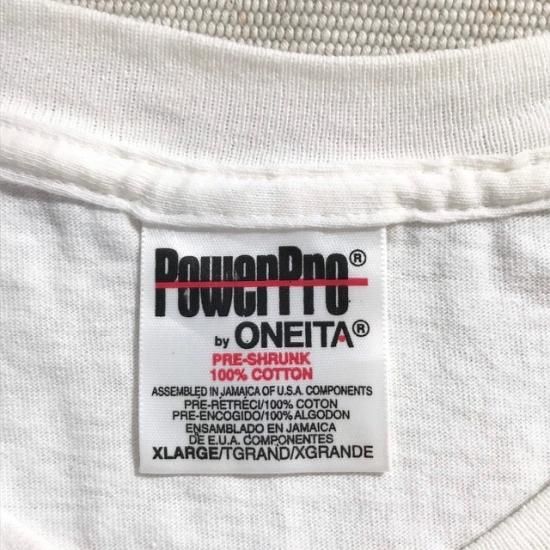 PowerPro®
by ONEITA®
PRE-SHRUNK
100% COTTON
ASSEMBLED IN JAMAICA OF U.S.A. COMPONENTS
PRE-RETRECI/100% COTON
PRE-ENCOGIDO/100% ALGODON
ENSAMBLADO EN JAMAICA
DE E.U.A. COMPONENTES
XLARGE/TGRAND/XGRANDE